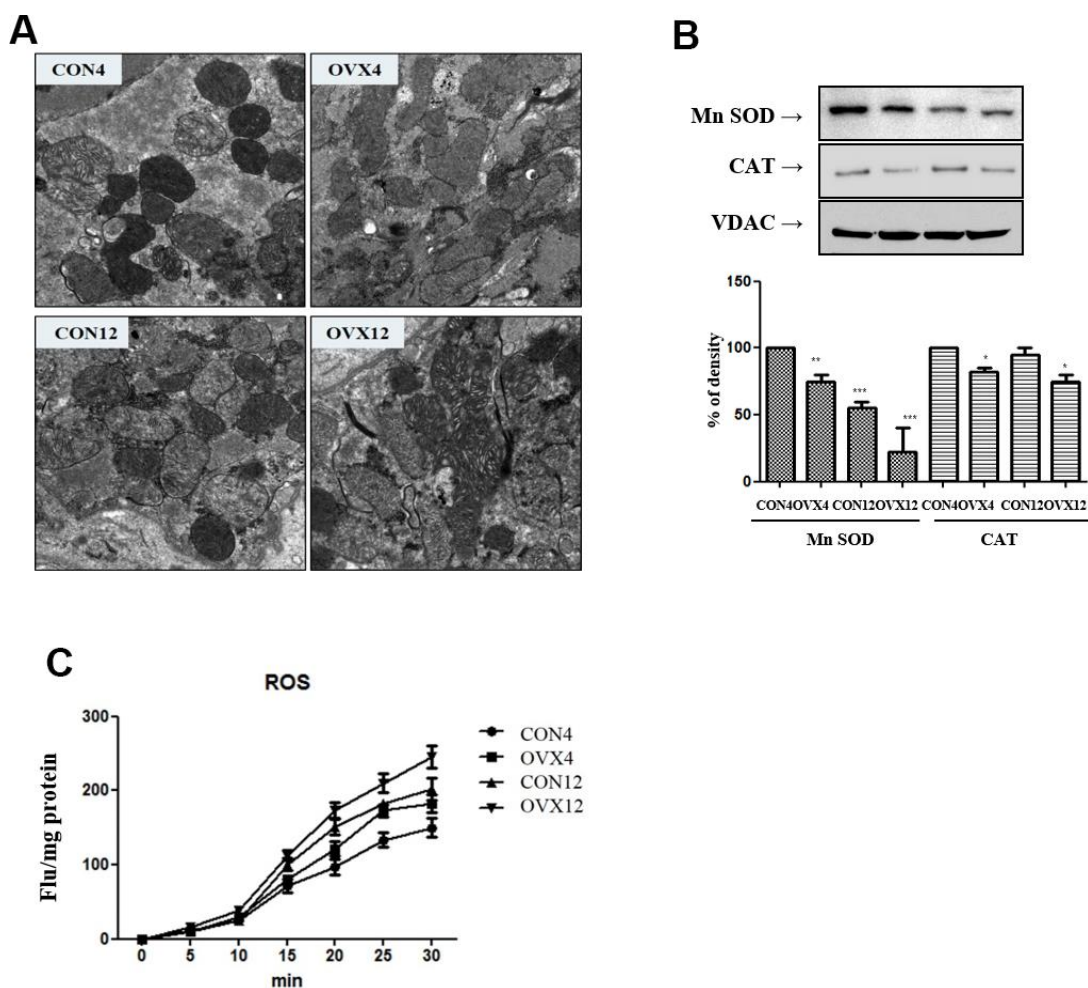 A
CON4
OVX4
CON12
OVX12
B
Mn SOD →
CAT →
VDAC →
% of density
150
100
50
0
**
***
***
*
*
CON4OVX4 CON12OVX12 CON4OVX4 CON12OVX12
Mn SOD CAT
C
ROS
Flu/mg protein
300
200
100
0
0 5 10 15 20 25 30
min
CON4
OVX4
CON12
OVX12